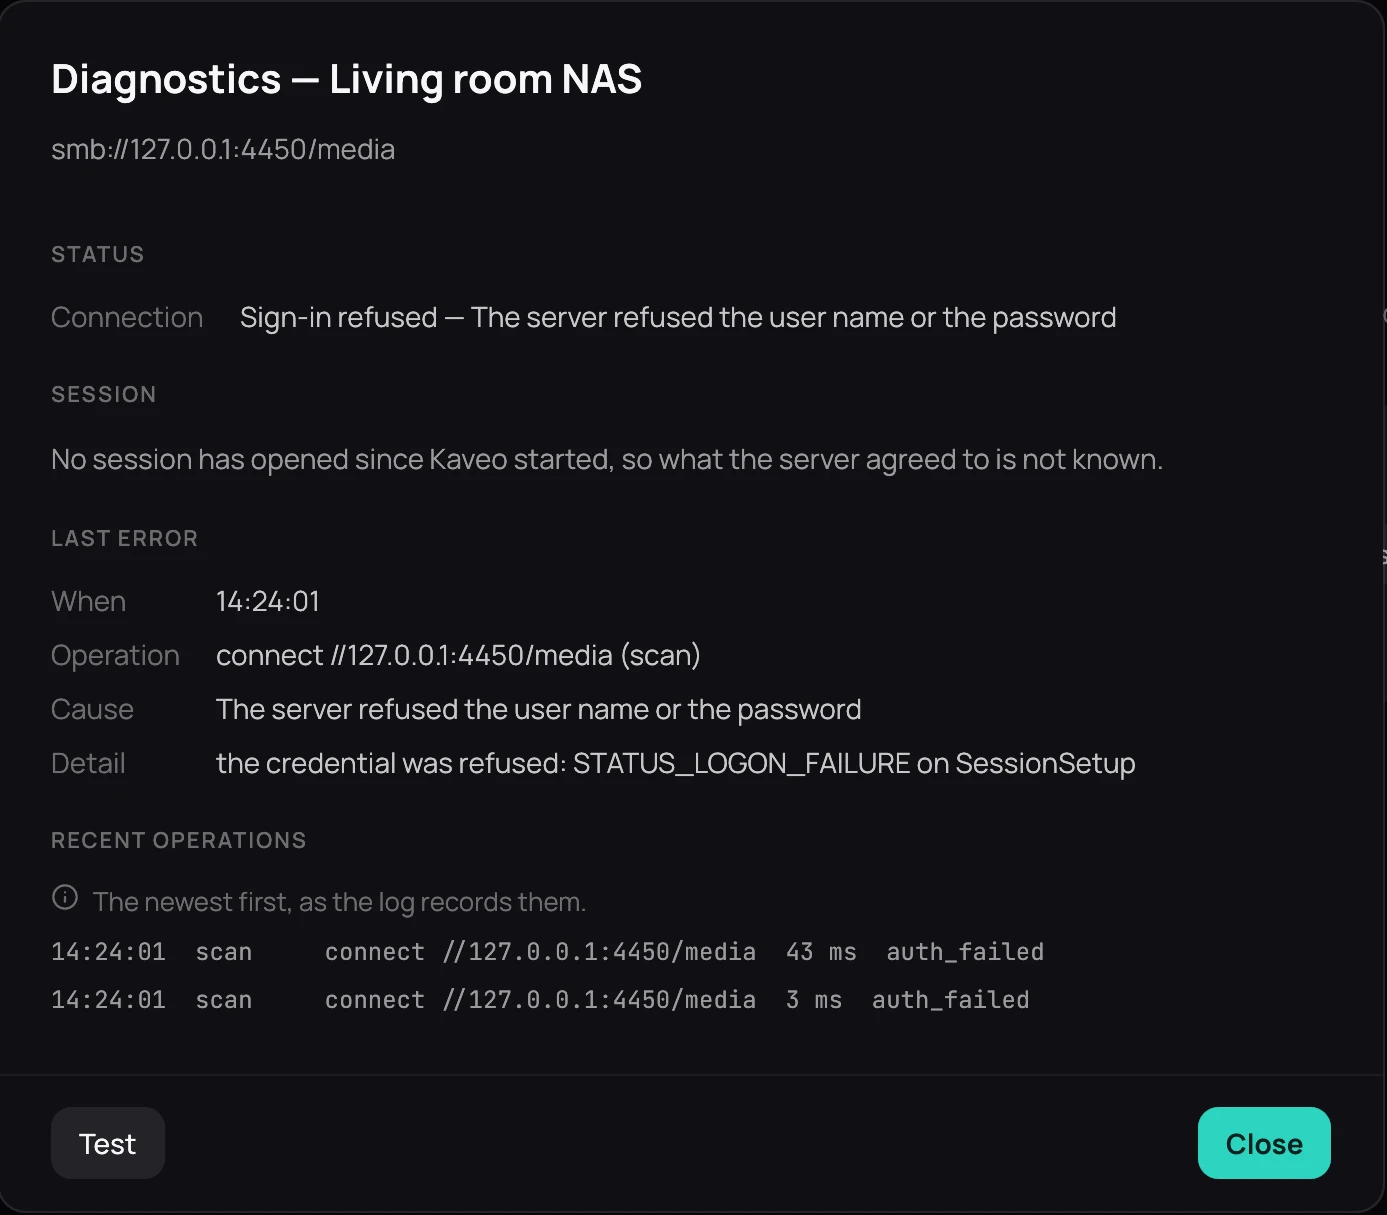 Diagnostics — Living room NAS
smb://127.0.0.1:4450/media
STATUS
Connection Sign-in refused — The server refused the user name or the password
SESSION
No session has opened since Kaveo started, so what the server agreed to is not known.
LAST ERROR
When 14:24:01
Operation connect //127.0.0.1:4450/media (scan)
Cause The server refused the user name or the password
Detail the credential was refused: STATUS_LOGON_FAILURE on SessionSetup
RECENT OPERATIONS
The newest first, as the log records them.
14:24:01 scan connect //127.0.0.1:4450/media 43 ms auth_failed
14:24:01 scan connect //127.0.0.1:4450/media 3 ms auth_failed
Test Close